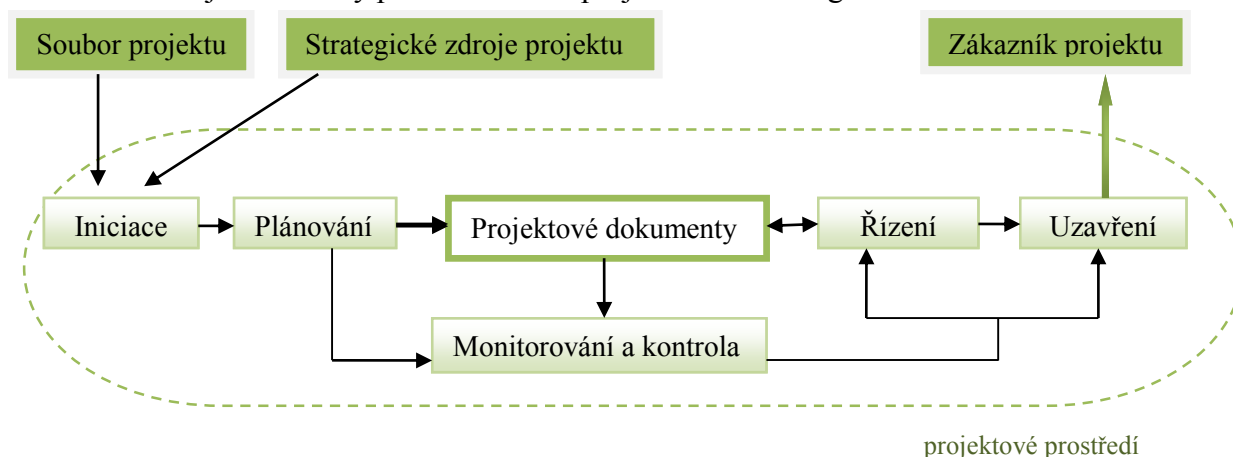 Soubor projektu
Strategické zdroje projektu
Zákazník projektu
Iniciace
Plánování
Projektové dokumenty
Řízení
Uzavření
Monitorování a kontrola
projektové prostředí